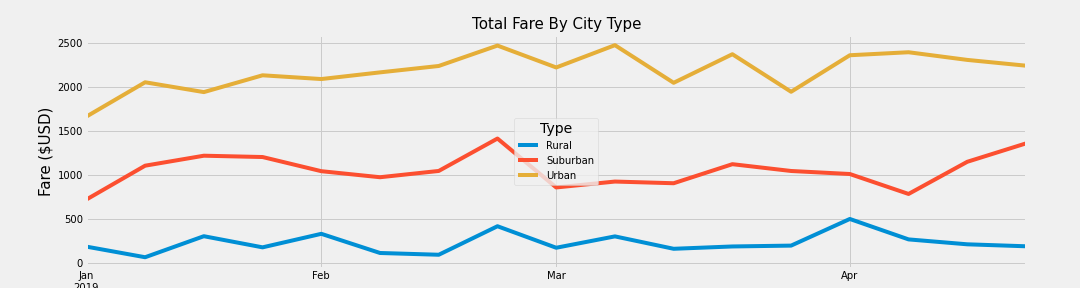 Total Fare By City Type
Fare ($USD)
2500
2000
1500
1000
500
0
Type
Rural
Suburban
Urban
Jan
2019
Feb
Mar
Apr